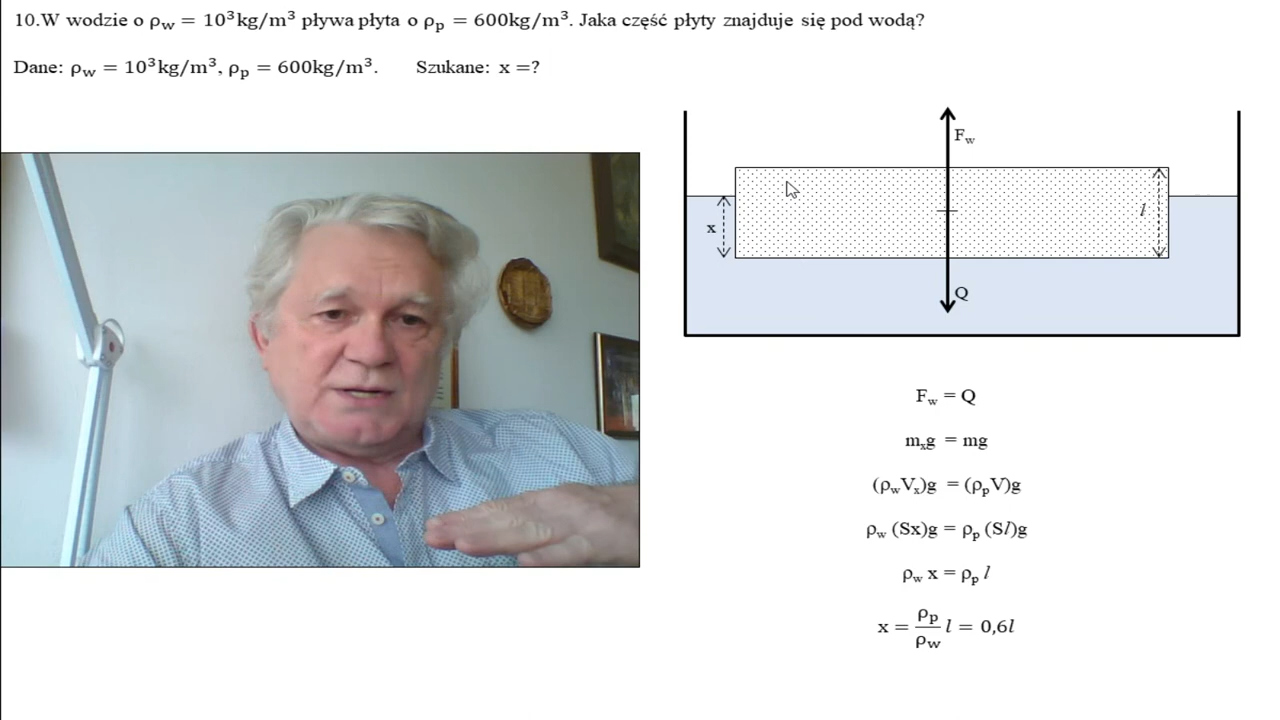 10.W wodzie o ρw = 10³kg/m³ pływa płyta o ρp = 600kg/m³. Jaka część płyty znajduje się pod wodą?
Dane: ρw = 10³kg/m³, ρp = 600kg/m³. Szukane: x =?
Fw
x
l
Q
Fw = Q
mxg = mg
(ρwVx)g = (ρpV)g
ρw (Sx)g = ρp (Sl)g
ρw x = ρp l
x = ρp/ρw l = 0,6l